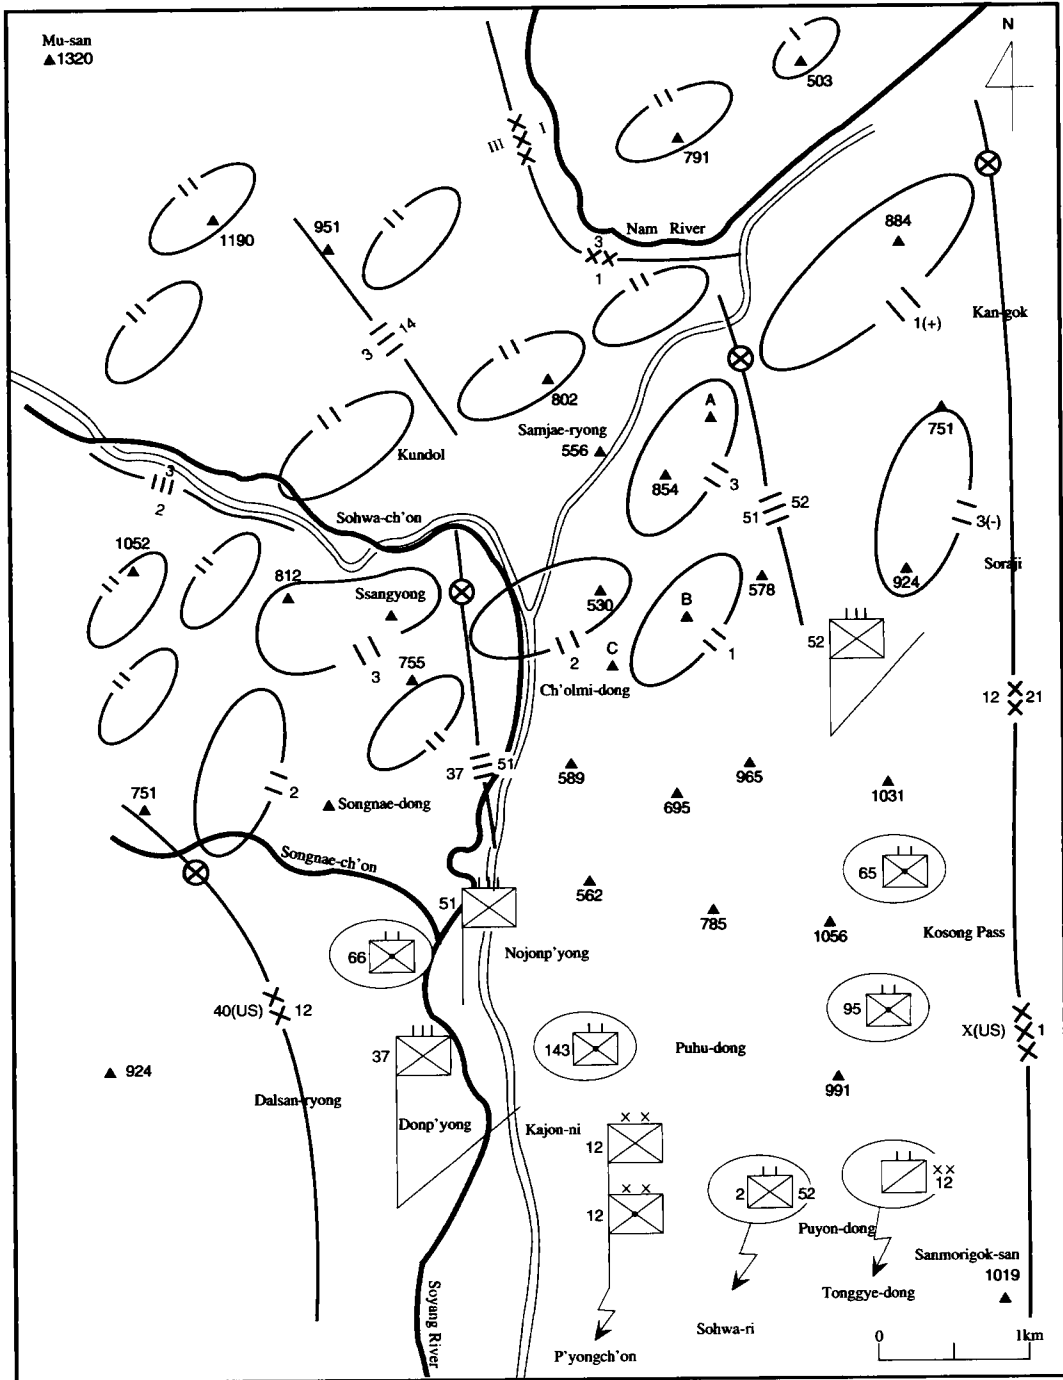 Mu-san
▲1320
N
503
III
I
791
1190
951
884
Nam River
3
1
Kan-gok
1(+)
14
3
802
A
751
Samjae-ryong
556
Kundol
854
3
52
51
3(-)
3
2
Sohwa-ch'on
1052
812
Ssangyong
530
578
924
Soraji
B
C
2
1
52
3
755
Ch'olmi-dong
12
21
37
51
589
965
695
1031
751
2
Songnae-dong
Songnae-ch'on
65
562
51
785
1056
Kosong Pass
66
Nojonp'yong
95
40(US)
12
X(US)
1
37
143
Puhu-dong
924
991
Dalsan-ryong
Donp'yong
Kajon-ni
12
12
2
52
12
Puyon-dong
Sanmorigok-san
1019
Tonggye-dong
Soyang River
Sohwa-ri
0
1km
P'yongch'on